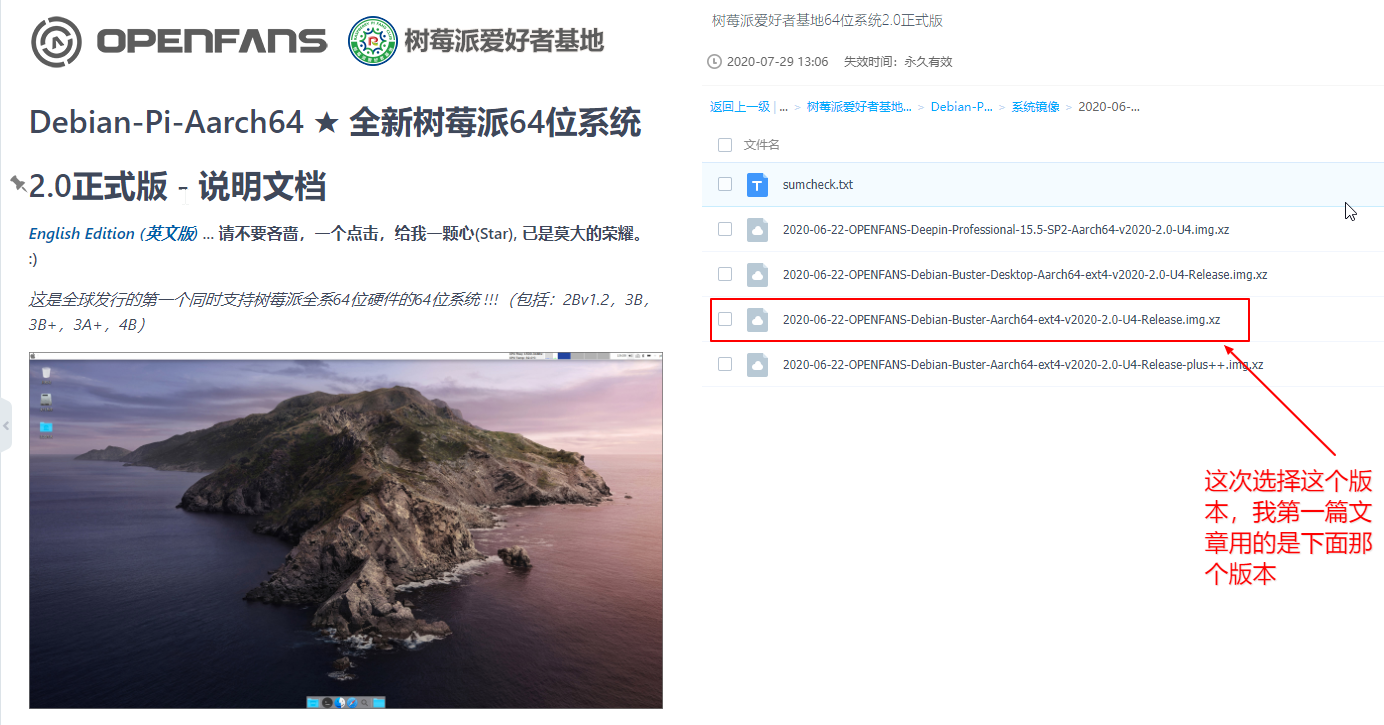 OPENFANS 树莓派爱好者基地
Debian-Pi-Aarch64 ★ 全新树莓派64位系统
2.0正式版 - 说明文档
English Edition (英文版) ... 请不要吝啬，一个点击，给我一颗心(Star), 已是莫大的荣耀。
:)
这是全球发行的第一个同时支持树莓派全系64位硬件的64位系统 !!!（包括：2Bv1.2，3B，
3B+，3A+，4B）
树莓派爱好者基地64位系统2.0正式版
2020-07-29 13:06 失效时间：永久有效
返回上一级 | ... > 树莓派爱好者基地... > Debian-P... > 系统镜像 > 2020-06-...
文件名
sumcheck.txt
2020-06-22-OPENFANS-Deepin-Professional-15.5-SP2-Aarch64-v2020-2.0-U4.img.xz
2020-06-22-OPENFANS-Debian-Buster-Desktop-Aarch64-ext4-v2020-2.0-U4-Release.img.xz
2020-06-22-OPENFANS-Debian-Buster-Aarch64-ext4-v2020-2.0-U4-Release.img.xz
2020-06-22-OPENFANS-Debian-Buster-Aarch64-ext4-v2020-2.0-U4-Release-plus++.img.xz
这次选择这个版
本，我第一篇文
章用的是下面那
个版本